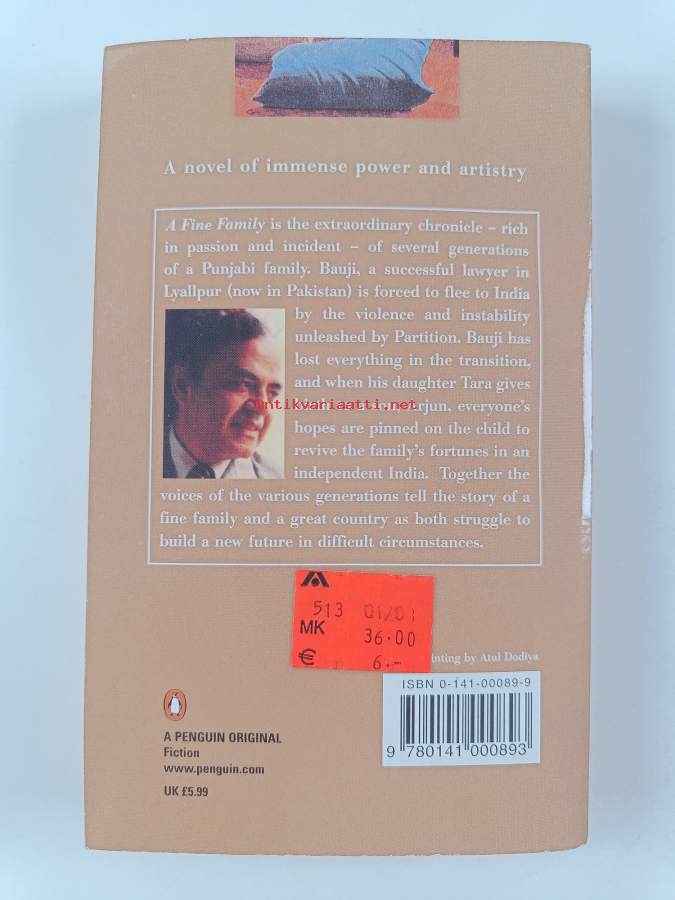 A novel of immense power and artistry
A Fine Family is the extraordinary chronicle – rich
in passion and incident – of several generations
of a Punjabi family. Bauji, a successful lawyer in
Lyallpur (now in Pakistan) is forced to flee to India
by the violence and instability
unleashed by Partition. Bauji has
lost everything in the transition,
and when his daughter Tara gives
antikvariaatti.net
everyone's
hopes are pinned on the child to
revive the family's fortunes in an
independent India. Together the
voices of the various generations tell the story of a
fine family and a great country as both struggle to
build a new future in difficult circumstances.
513 01/01
MK 36.00
€ 6.-
by Atul Dodiya
ISBN 0-141-00089-9
9 780141 000893
A PENGUIN ORIGINAL
Fiction
www.penguin.com
UK £5.99